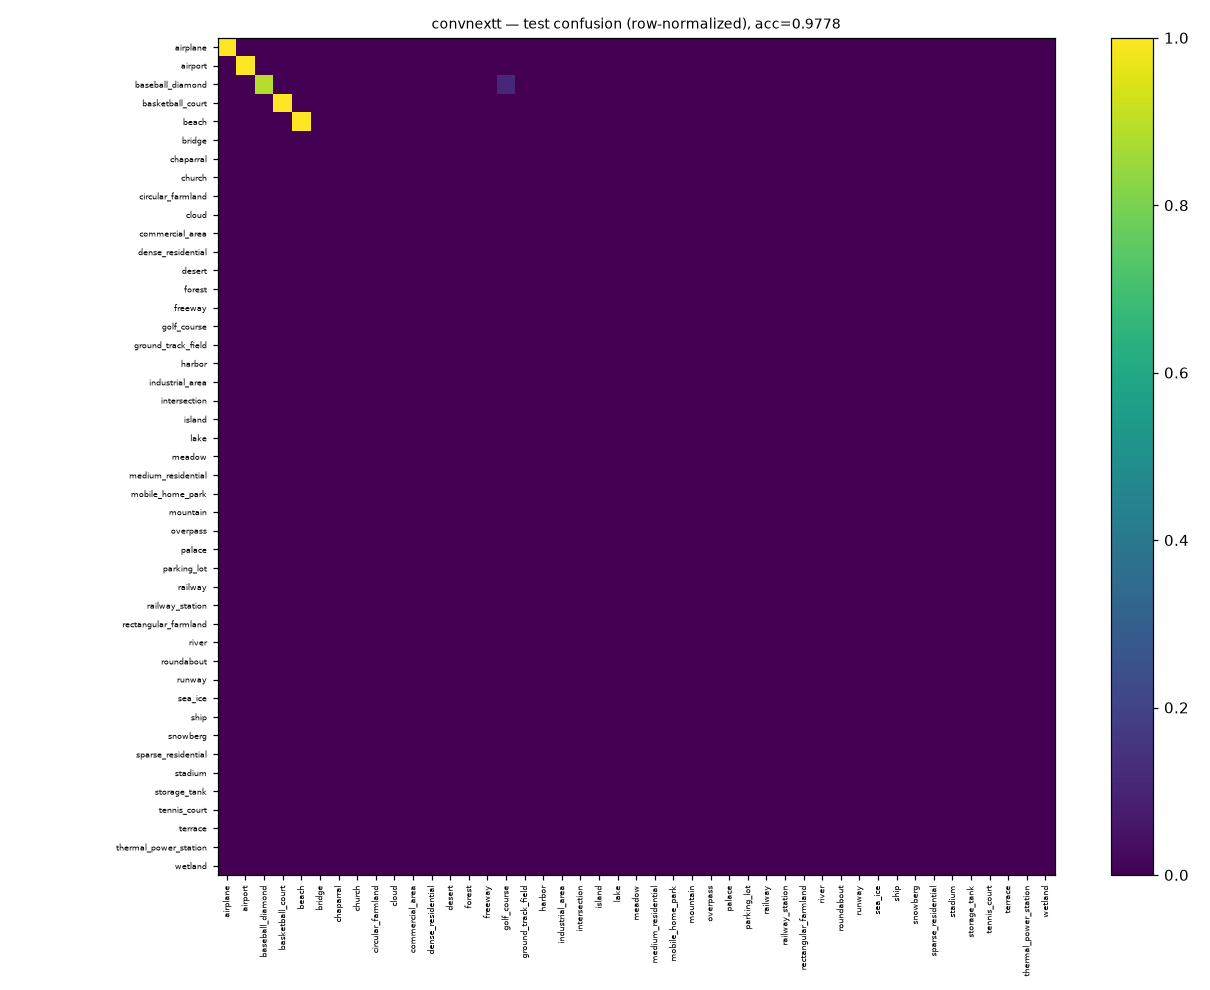 convnextt — test confusion (row-normalized), acc=0.9778
airplane
airport
baseball_diamond
basketball_court
beach
bridge
chaparral
church
circular_farmland
cloud
commercial_area
dense_residential
desert
forest
freeway
golf_course
ground_track_field
harbor
industrial_area
intersection
island
lake
meadow
medium_residential
mobile_home_park
mountain
overpass
palace
parking_lot
railway
railway_station
rectangular_farmland
river
roundabout
runway
sea_ice
ship
snowberg
sparse_residential
stadium
storage_tank
tennis_court
terrace
thermal_power_station
wetland
airplane
airport
baseball_diamond
basketball_court
beach
bridge
chaparral
church
circular_farmland
cloud
commercial_area
dense_residential
desert
forest
freeway
golf_course
ground_track_field
harbor
industrial_area
intersection
island
lake
meadow
medium_residential
mobile_home_park
mountain
overpass
palace
parking_lot
railway
railway_station
rectangular_farmland
river
roundabout
runway
sea_ice
ship
snowberg
sparse_residential
stadium
storage_tank
tennis_court
terrace
thermal_power_station
wetland
1.0
0.8
0.6
0.4
0.2
0.0